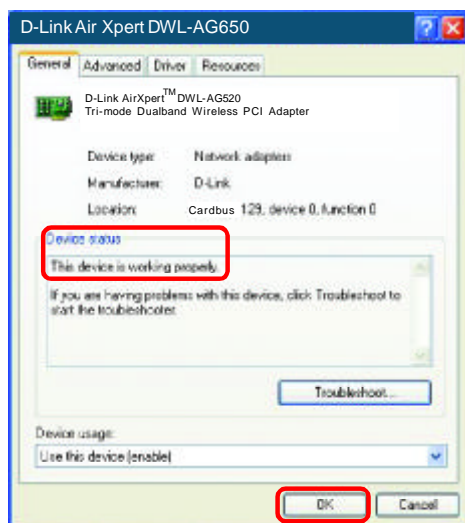 D-Link Air Xpert DWL-AG650
General Advanced Driver Resources
D-Link AirXpert™ DWL-AG520
Tri-mode Dualband Wireless PCI Adapter
Device type: Network adapters
Manufacturer: D-Link
Location: Cardbus 129, device 0, function 0
Device status
This device is working properly.
If you are having problems with this device, click Troubleshoot to
start the troubleshooter.
Troubleshoot...
Device usage:
Use this device (enable)
OK Cancel